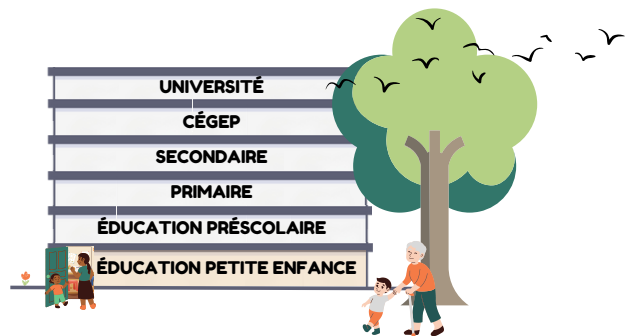 UNIVERSITÉ
CÉGEP
SECONDAIRE
PRIMAIRE
ÉDUCATION PRÉSCOLAIRE
ÉDUCATION PETITE ENFANCE